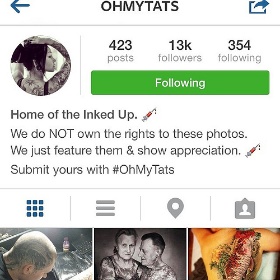 OHMYTATS
423 13k 354
posts followers following
Following
Home of the Inked Up. 💉
We do NOT own the rights to these photos.
We just feature them & show appreciation. 💉
Submit yours with #OhMyTats